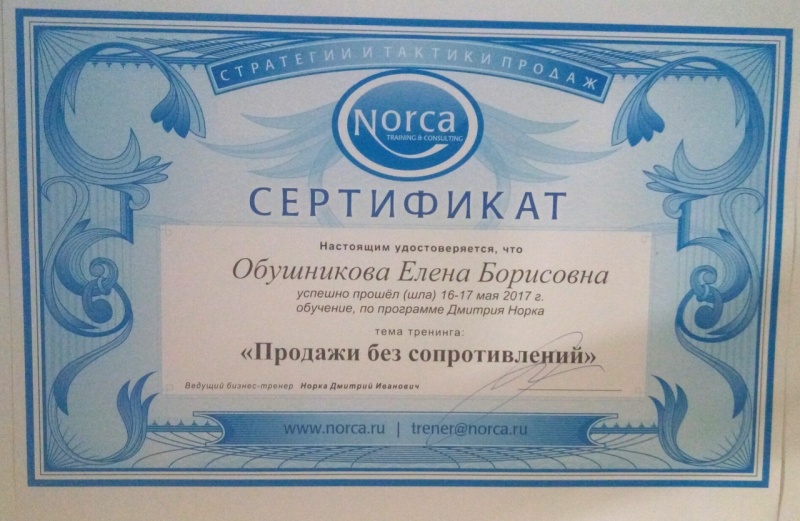 СТРАТЕГИИ И ТАКТИКИ ПРОДАЖ
Norca
TRAINING & CONSULTING
СЕРТИФИКАТ
Настоящим удостоверяется, что
Обушникова Елена Борисовна
успешно прошёл (шла) 16-17 мая 2017 г.
обучение, по программе Дмитрия Норка
тема тренинга:
«Продажи без сопротивлений»
Ведущий бизнес-тренер Норка Дмитрий Иванович
www.norca.ru | trener@norca.ru